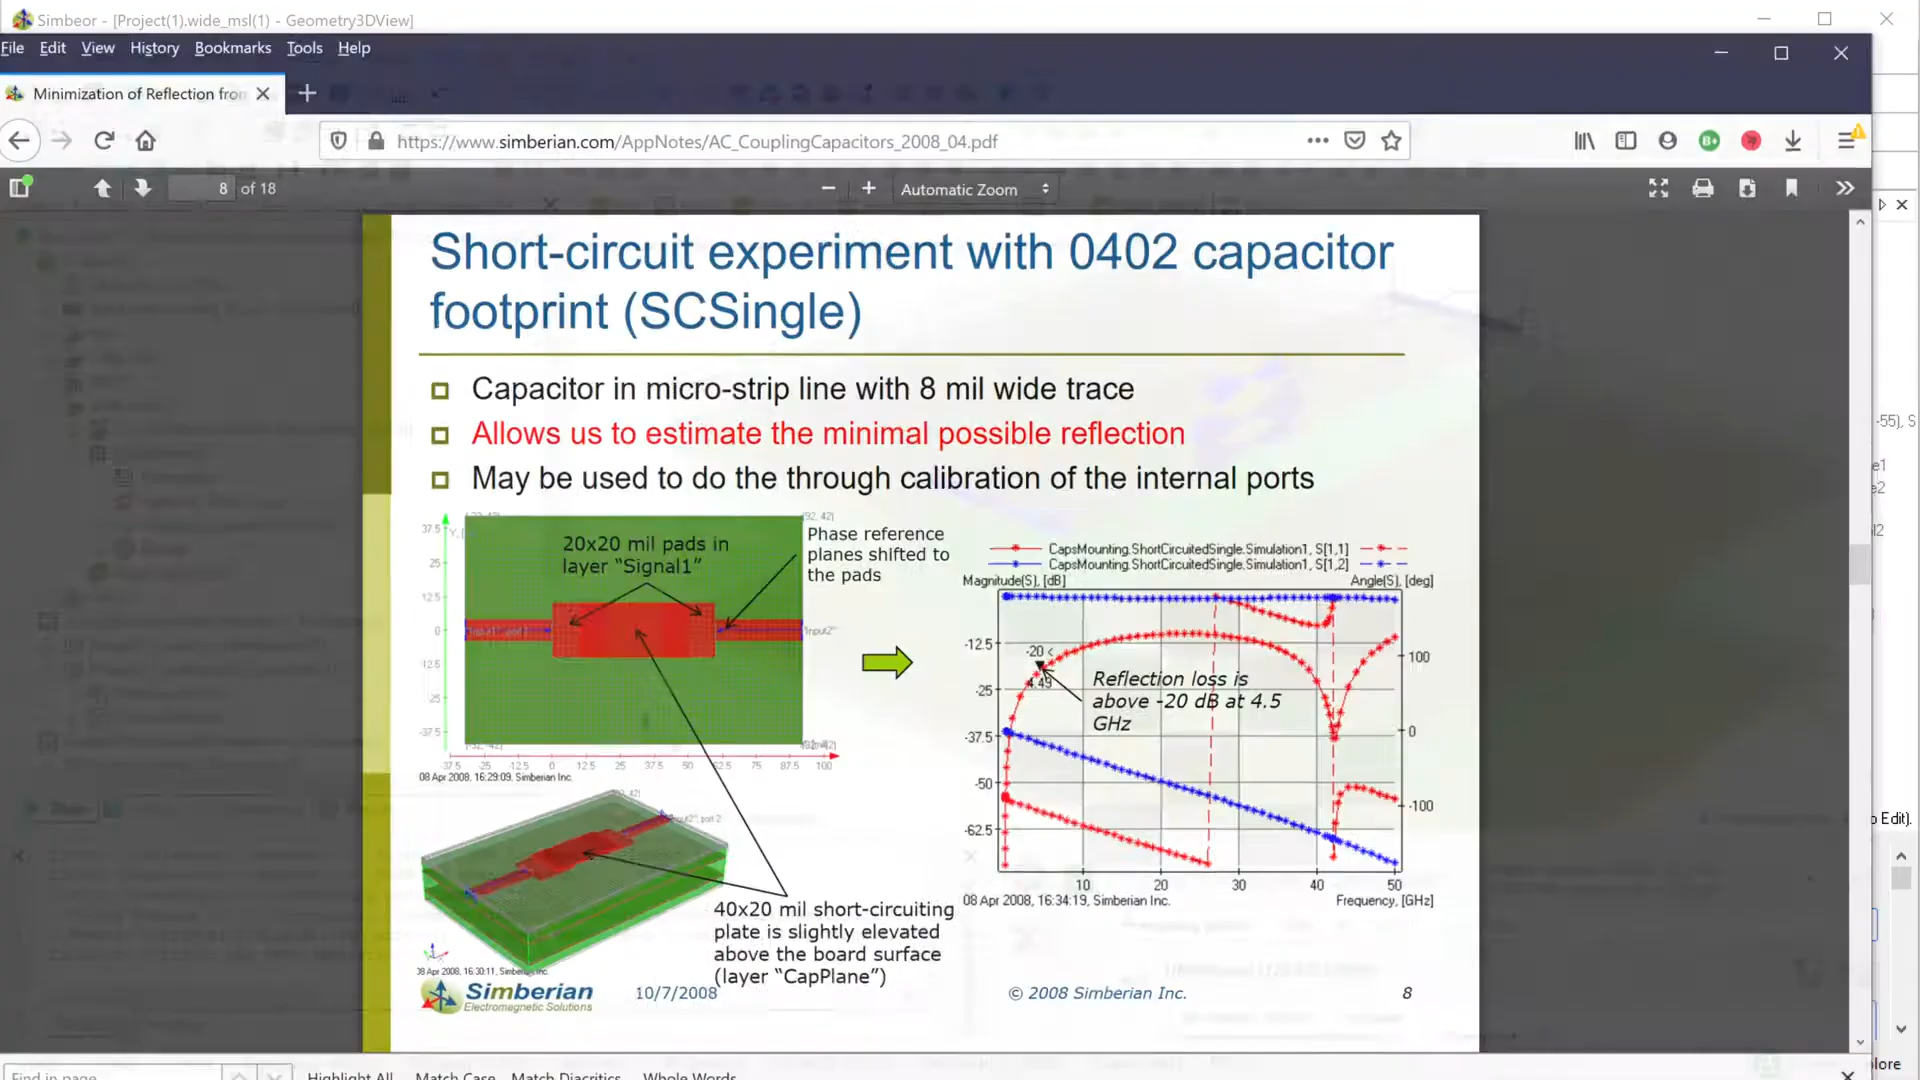 Simbeor - [Project(1).wide_msl(1) - Geometry3DView]
File Edit View History Bookmarks Tools Help
Minimization of Reflection fron
https://www.simberian.com/AppNotes/AC_CouplingCapacitors_2008_04.pdf
8 of 18
Automatic Zoom
Short-circuit experiment with 0402 capacitor
footprint (SCSingle)
Capacitor in micro-strip line with 8 mil wide trace
Allows us to estimate the minimal possible reflection
May be used to do the through calibration of the internal ports
20x20 mil pads in
layer “Signal1”
Phase reference
planes shifted to
the pads
08 Apr 2008, 16:29:09, Simberian Inc.
40x20 mil short-circuiting
plate is slightly elevated
above the board surface
(layer “CapPlane”)
CapsMounting.ShortCircuitedSingle.Simulation1, S[1,1]
CapsMounting.ShortCircuitedSingle.Simulation1, S[1,2]
Magnitude(S), [dB]
Angle(S), [deg]
-12.5
-25
-37.5
-50
-62.5
100
0
-100
-20
4.49
Reflection loss is
above -20 dB at 4.5
GHz
10 20 30 40 50
08 Apr 2008, 16:34:19, Simberian Inc.
Frequency, [GHz]
Simberian
Electromagnetic Solutions
10/7/2008
© 2008 Simberian Inc.
8
Find in page
Highlight All Match Case Match Diacritics Whole Words